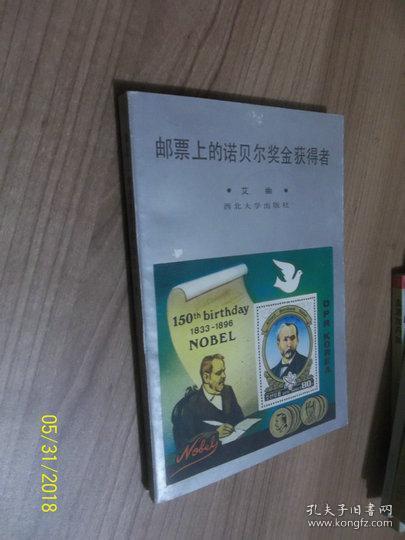 邮票上的诺贝尔奖金获得者
艾曲
西北大学出版社
150th birthday
1833-1896
NOBEL
DPR KOREA
80
Nobel
05/31/2018
孔夫子旧书网
www.kongfz.com